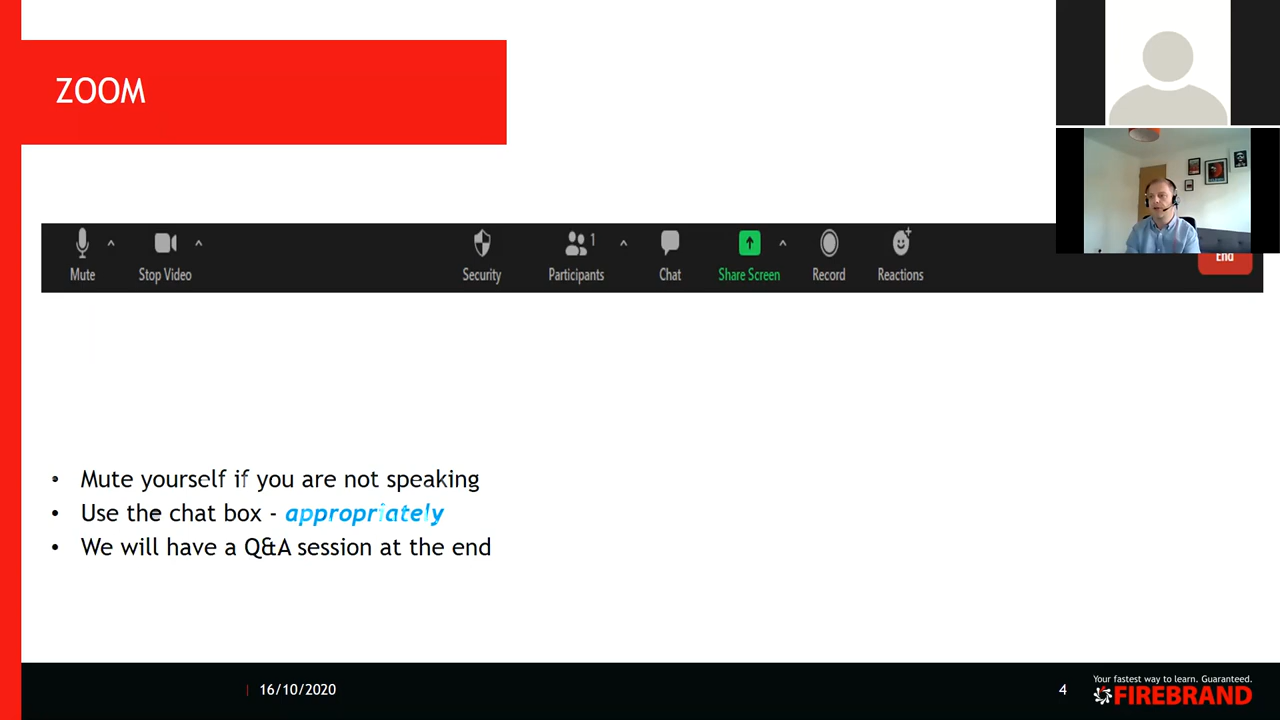 ZOOM
Mute
Stop Video
Security
1
Participants
Chat
Share Screen
Record
Reactions
End
• Mute yourself if you are not speaking
• Use the chat box - appropriately
• We will have a Q&A session at the end
| 16/10/2020
4
Your fastest way to learn. Guaranteed.
FIREBRAND